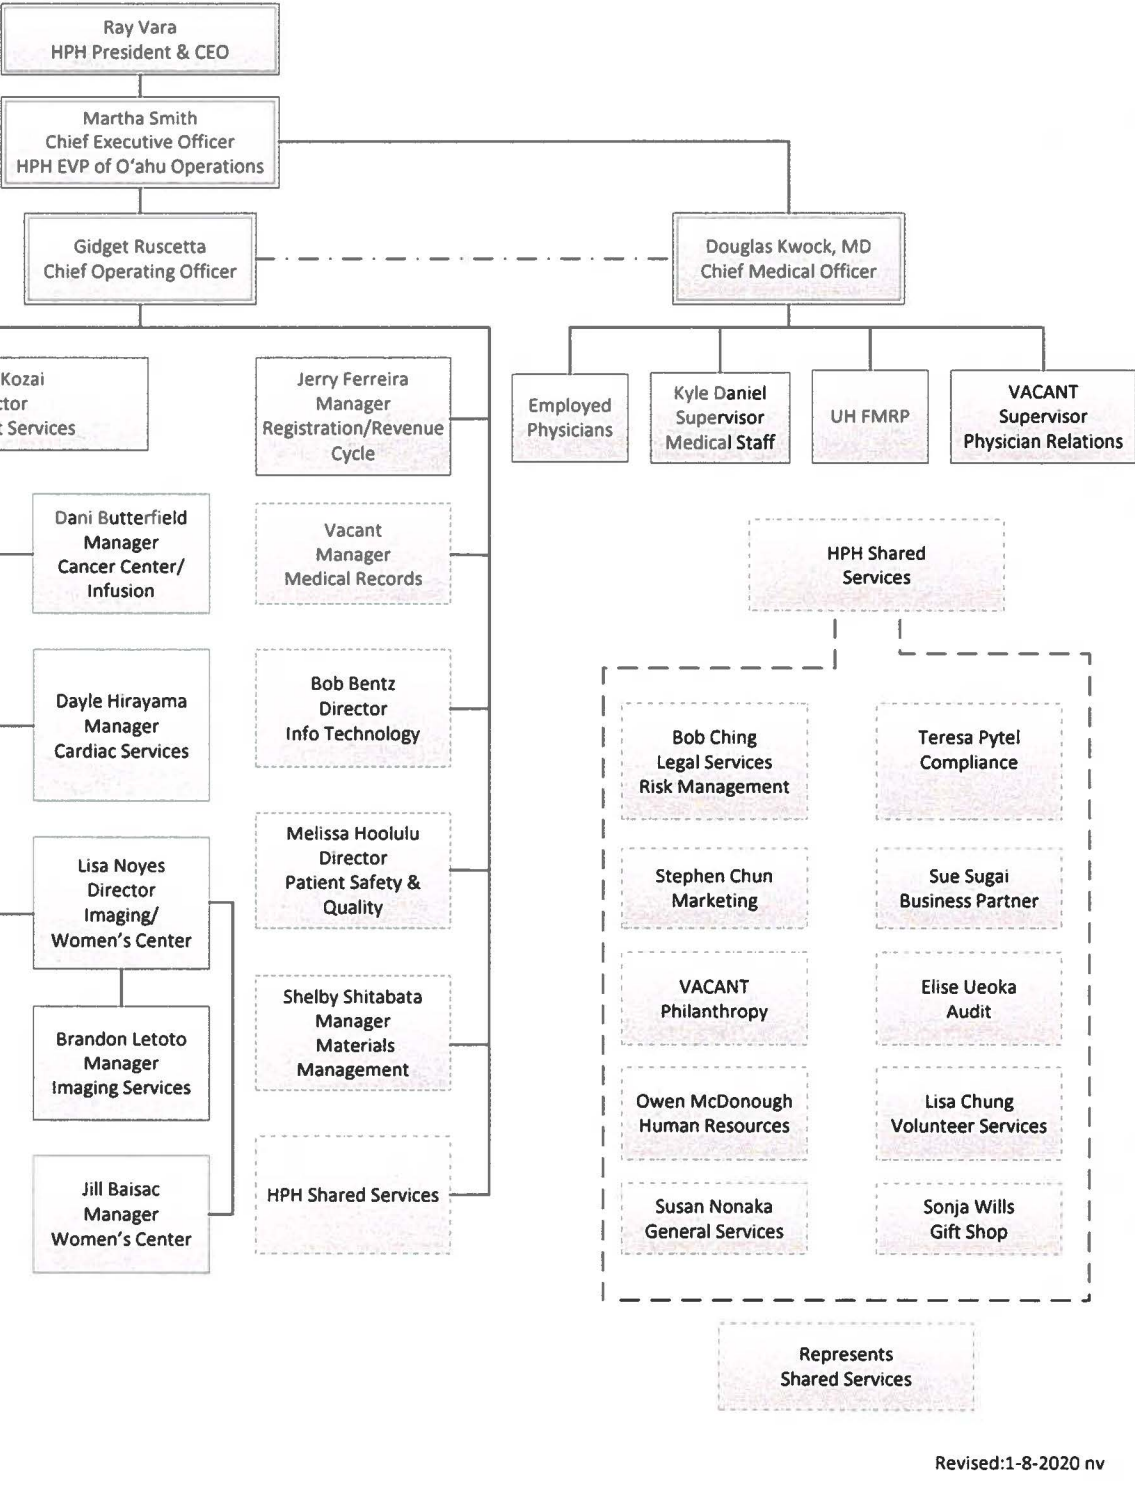 Ray Vara
HPH President & CEO
Martha Smith
Chief Executive Officer
HPH EVP of Oʻahu Operations
Gidget Ruscetta
Chief Operating Officer
Douglas Kwock, MD
Chief Medical Officer
Kozai
ctor
t Services
Jerry Ferreira
Manager
Registration/Revenue
Cycle
Employed
Physicians
Kyle Daniel
Supervisor
Medical Staff
UH FMRP
VACANT
Supervisor
Physician Relations
Dani Butterfield
Manager
Cancer Center/
Infusion
Vacant
Manager
Medical Records
HPH Shared
Services
Dayle Hirayama
Manager
Cardiac Services
Bob Bentz
Director
Info Technology
Bob Ching
Legal Services
Risk Management
Teresa Pytel
Compliance
Lisa Noyes
Director
Imaging/
Women's Center
Melissa Hoolulu
Director
Patient Safety &
Quality
Stephen Chun
Marketing
Sue Sugai
Business Partner
Brandon Letoto
Manager
Imaging Services
Shelby Shitabata
Manager
Materials
Management
VACANT
Philanthropy
Elise Ueoka
Audit
Owen McDonough
Human Resources
Lisa Chung
Volunteer Services
Jill Baisac
Manager
Women's Center
HPH Shared Services
Susan Nonaka
General Services
Sonja Wills
Gift Shop
Represents
Shared Services
Revised:1-8-2020 nv